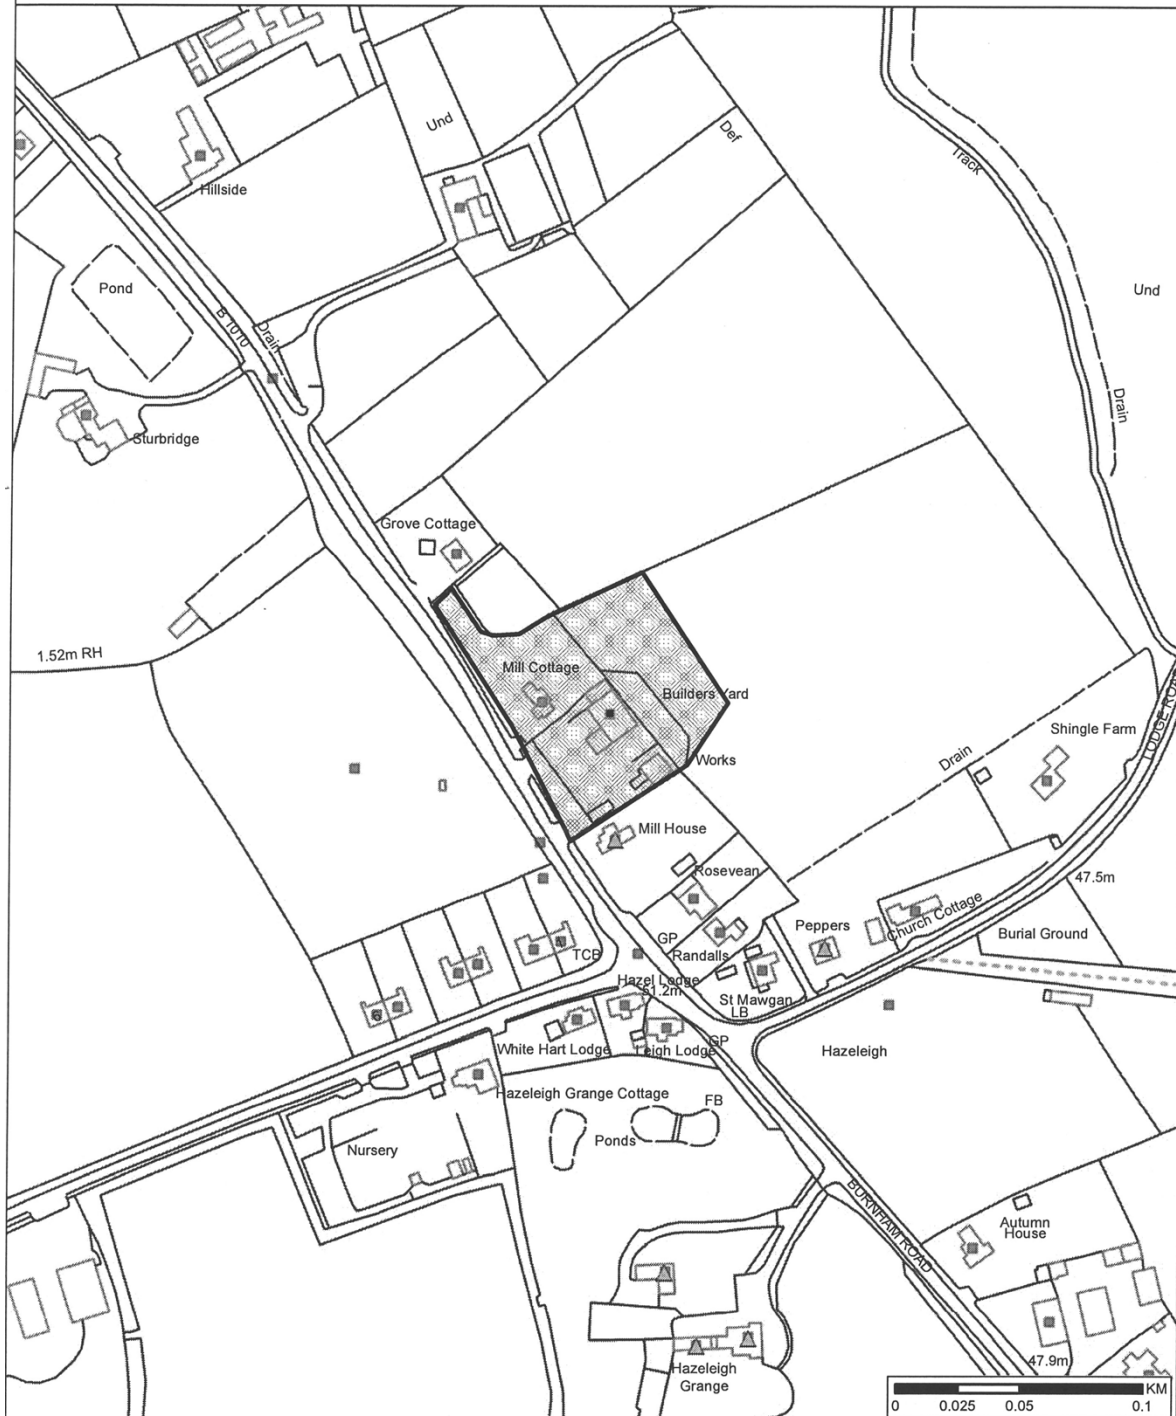 Und
Def
Track
Hillside
Pond
Und
B 1010
Drain
Drain
Sturbridge
Grove Cottage
1.52m RH
Mill Cottage
Builders Yard
LODGE ROAD
Shingle Farm
Drain
Works
Mill House
Rosevean
47.5m
Church Cottage
Peppers
Burial Ground
GP
Randalls
TCB
Hazel Lodge
51.2m
St Mawgan
LB
White Hart Lodge
Leigh Lodge
GP
Hazeleigh
Hazeleigh Grange Cottage
FB
Ponds
Nursery
BURNHAM ROAD
Autumn
House
47.9m
Hazeleigh
Grange
KM
0 0.025 0.05 0.1